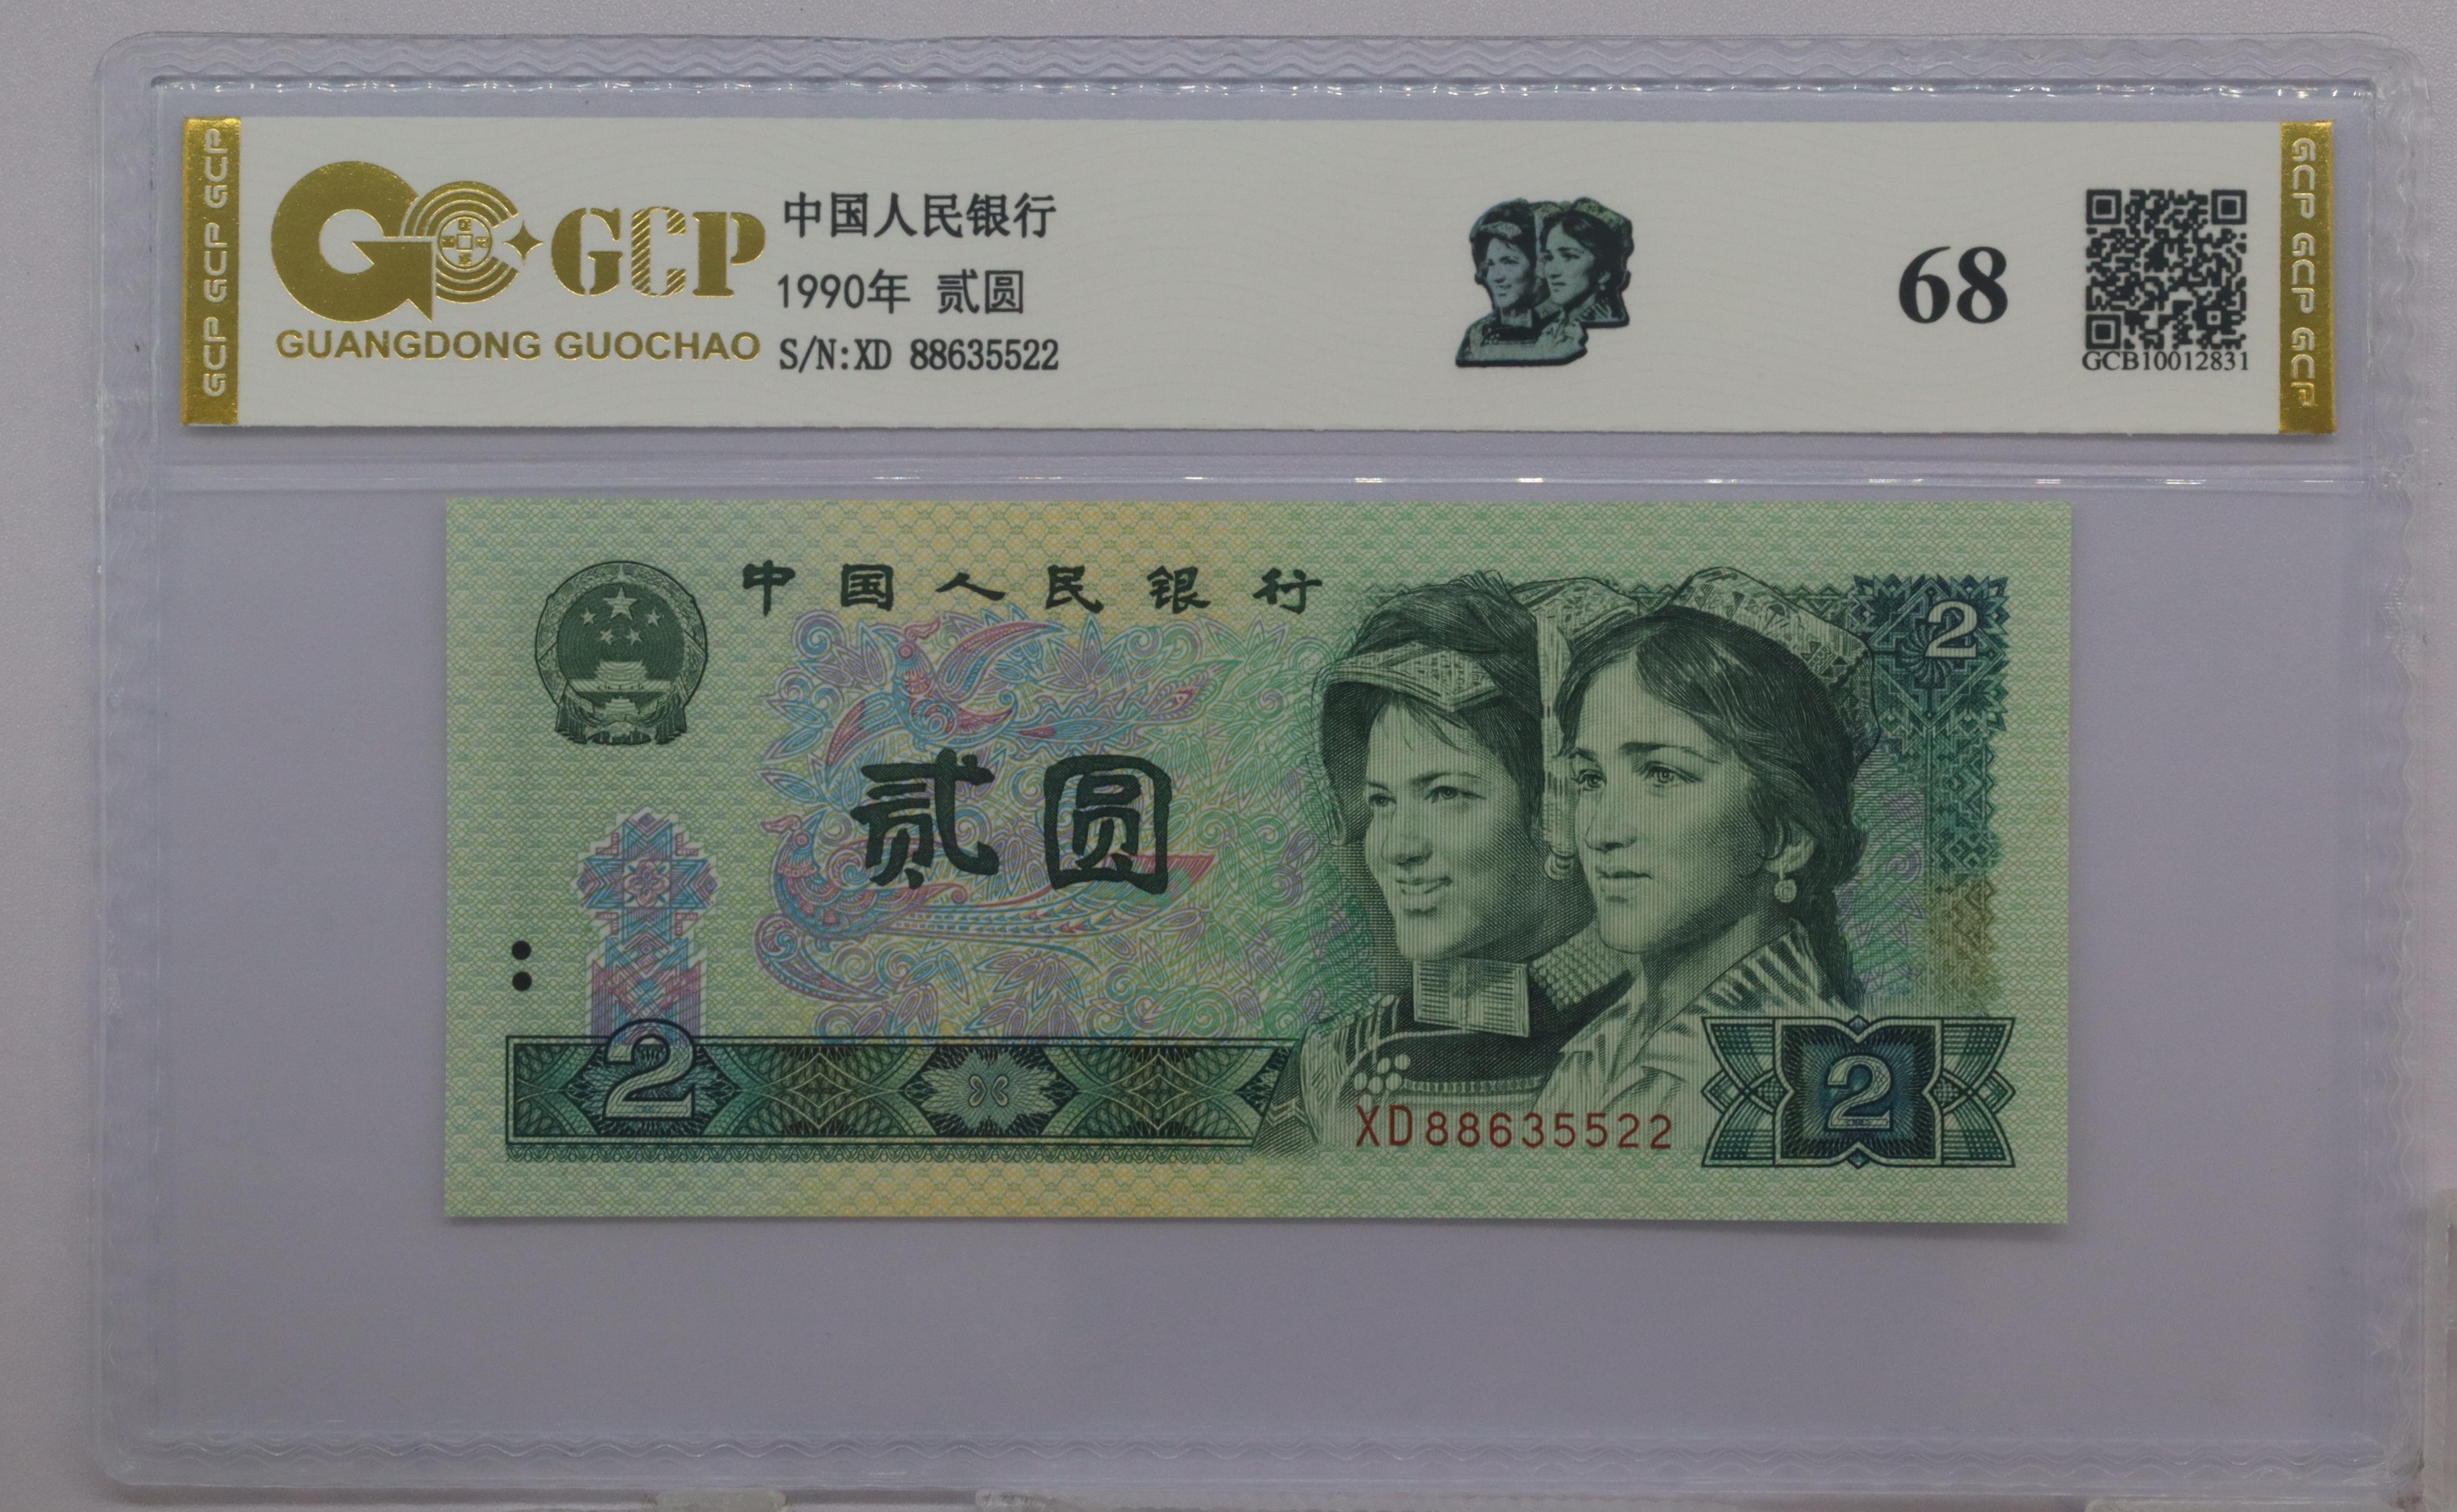 GCP GCP GCP
GCP
GUANGDONG GUOCHAO
中国人民银行
1990年 贰圆
S/N:XD 88635522
68
GCB10012831
GCP GCP GCP
中国人民银行
2
贰圆
2
XD88635522
2